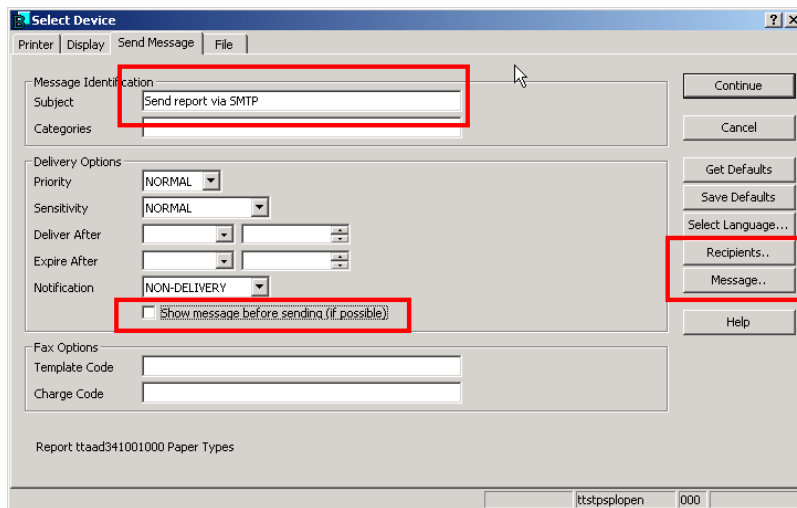 Select Device
Printer Display Send Message File
Message Identification
Subject Send report via SMTP
Categories
Delivery Options
Priority NORMAL
Sensitivity NORMAL
Deliver After
Expire After
Notification NON-DELIVERY
Show message before sending (if possible)
Fax Options
Template Code
Charge Code
Report ttaad341001000 Paper Types
Continue
Cancel
Get Defaults
Save Defaults
Select Language...
Recipients..
Message..
Help
ttstpsplopen 000